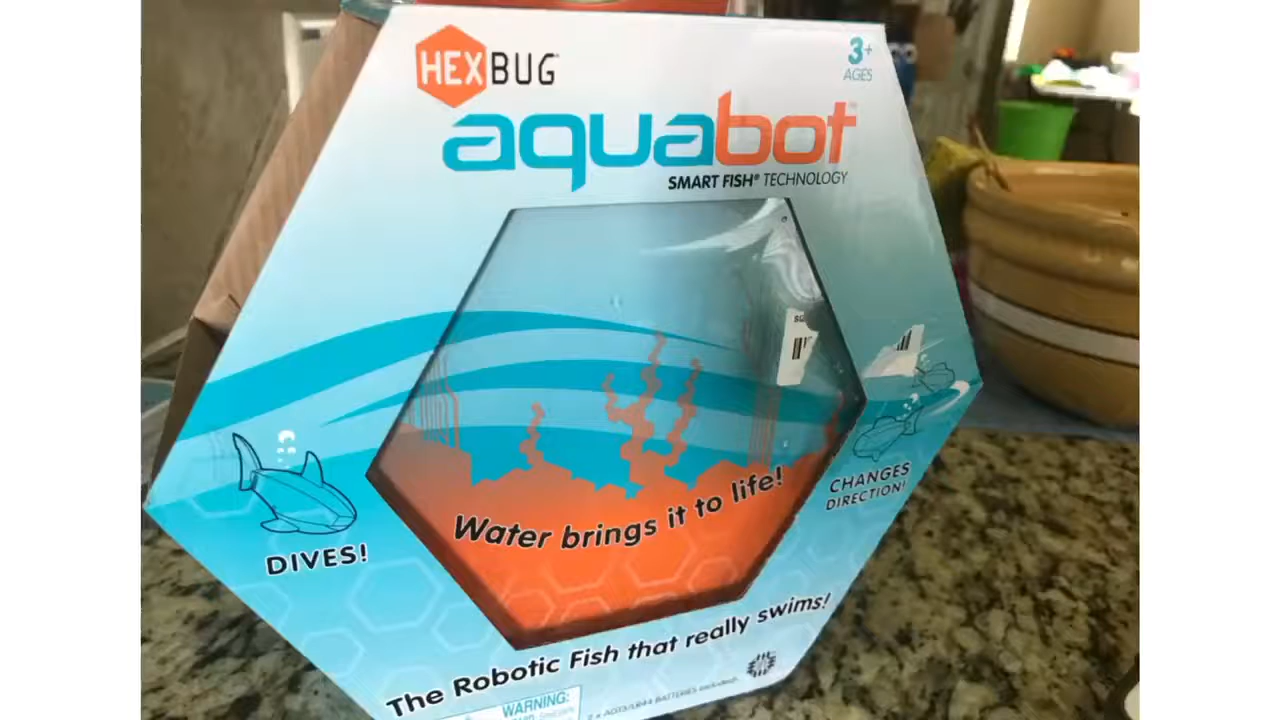 HEXBUG
3+
AGES
aquabot
SMART FISH® TECHNOLOGY
Water brings it to life!
DIVES!
CHANGES
DIRECTION!
The Robotic Fish that really swims!
WARNING:
BATTERIES